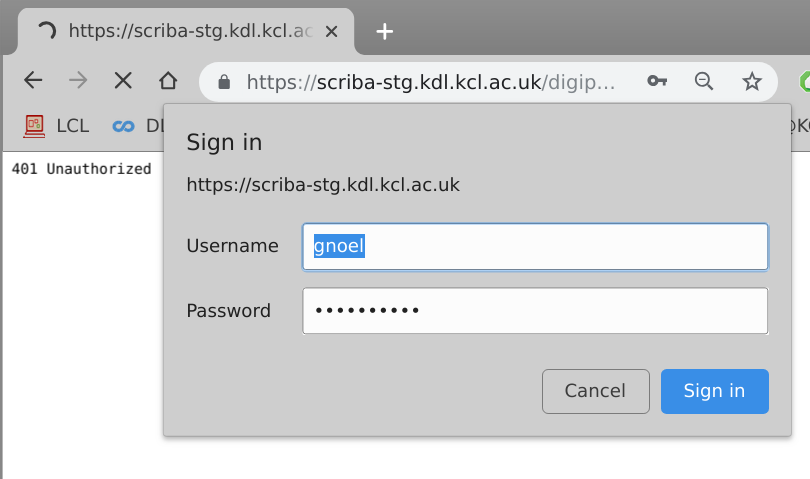 https://scriba-stg.kdl.kcl.ac
https://scriba-stg.kdl.kcl.ac.uk/digip...
LCL
401 Unauthorized
Sign in
https://scriba-stg.kdl.kcl.ac.uk
Username gnoel
Password ••••••••••
Cancel Sign in